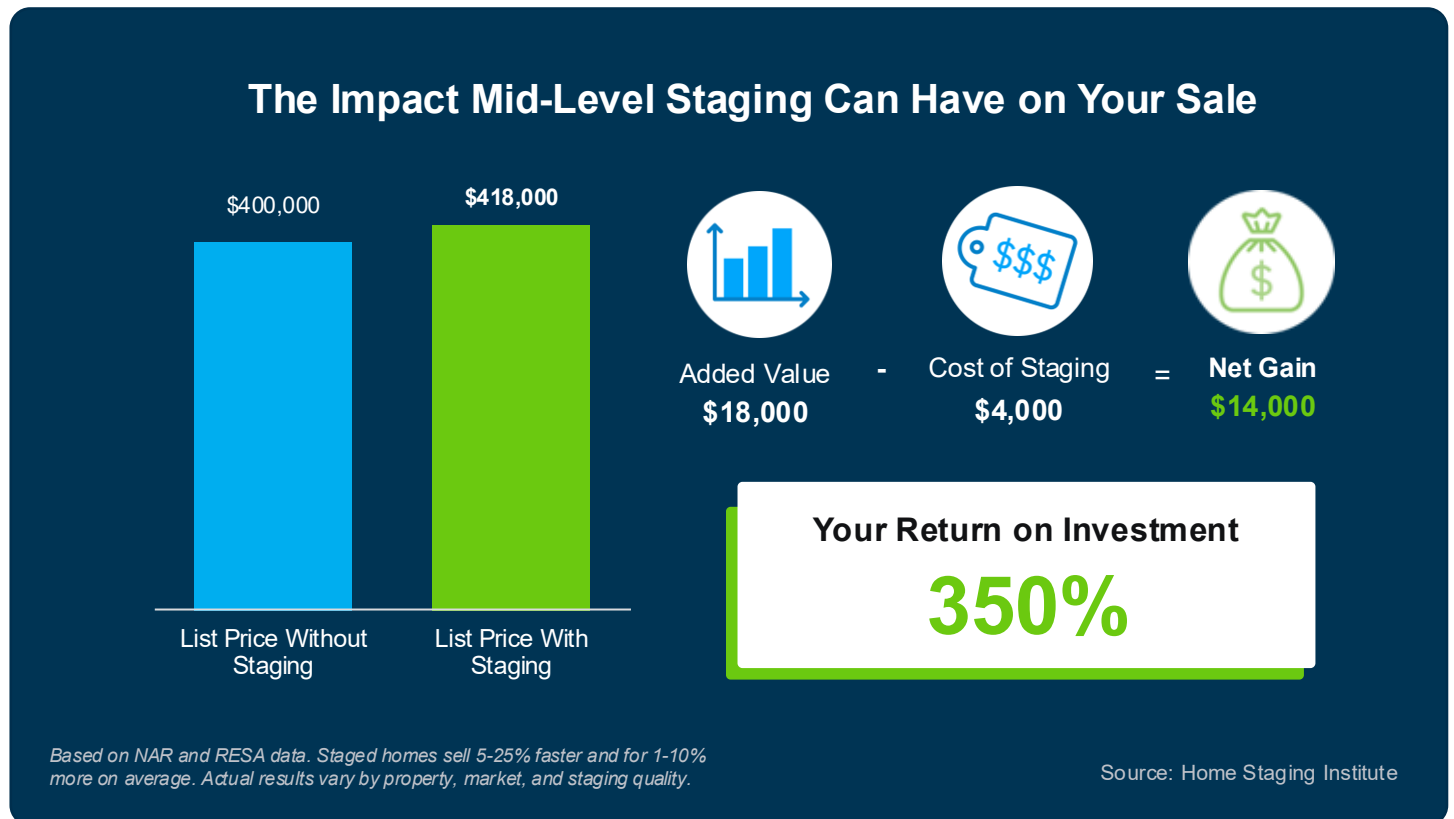 The Impact Mid-Level Staging Can Have on Your Sale
$400,000
$418,000
List Price Without
Staging
List Price With
Staging
$$$
$
Added Value
$18,000
-
Cost of Staging
$4,000
=
Net Gain
$14,000
Your Return on Investment
350%
Based on NAR and RESA data. Staged homes sell 5-25% faster and for 1-10%
more on average. Actual results vary by property, market, and staging quality.
Source: Home Staging Institute